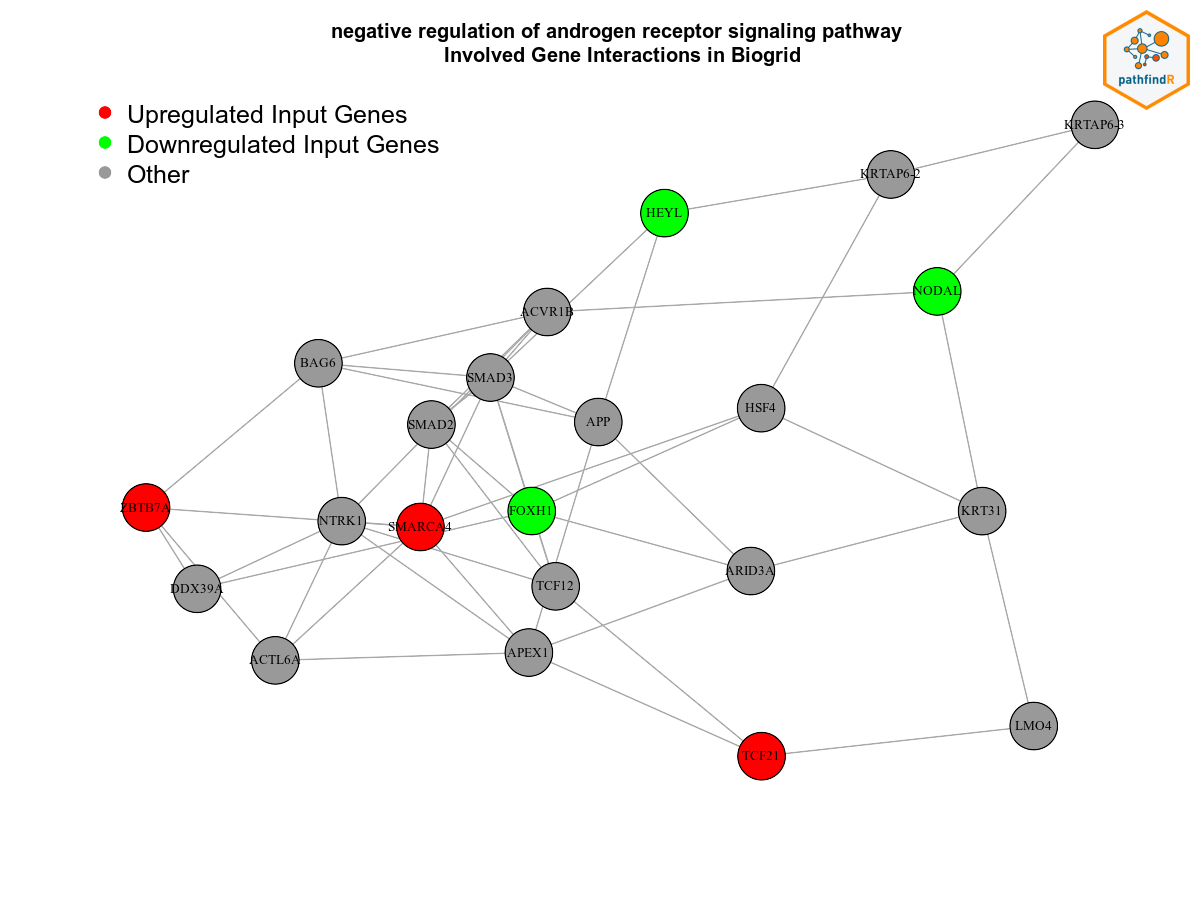 negative regulation of androgen receptor signaling pathway
Involved Gene Interactions in Biogrid
pathfindR
Upregulated Input Genes
Downregulated Input Genes
Other
KRTAP6-3
KRTAP6-2
HEYL
NODAL
ACVR1B
BAG6
SMAD3
HSF4
APP
SMAD2
ZBTB7A
NTRK1
SMARCA4
FOXH1
KRT31
ARID3A
DDX39A
TCF12
APEX1
ACTL6A
LMO4
TCF21